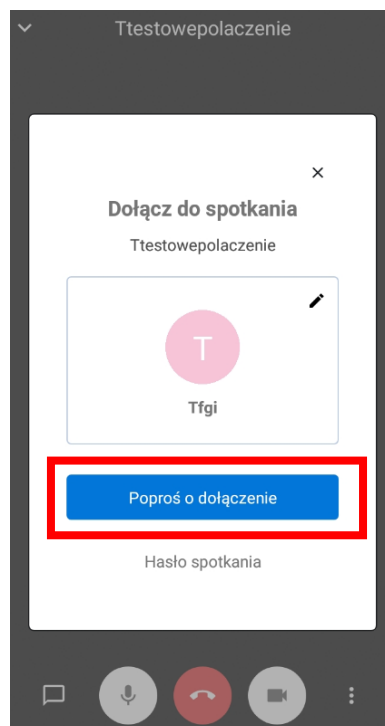 Ttestowepolaczenie
Dołącz do spotkania
Ttestowepolaczenie
T
Tfgi
Poproś o dołączenie
Hasło spotkania